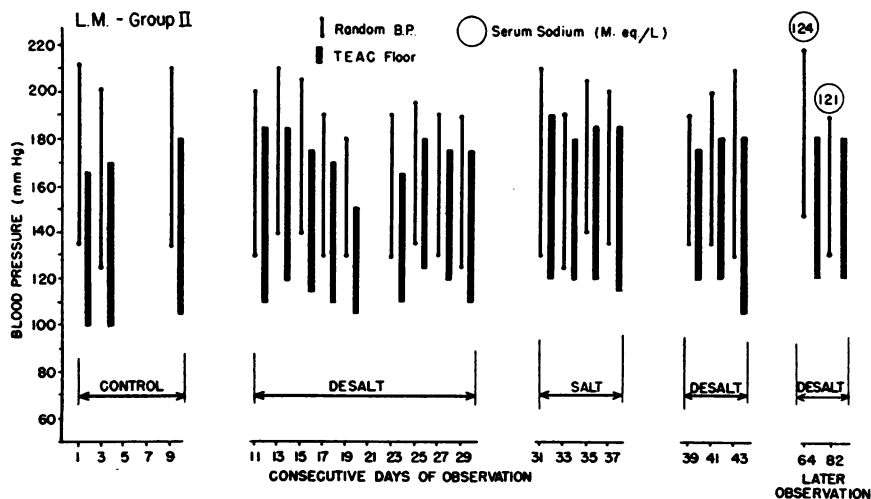 L.M. - Group II
Random B.P.
TEAC Floor
Serum Sodium (M. eq./L)
BLOOD PRESSURE (mm Hg)
220
200
180
160
140
120
100
80
70
60
124
121
CONTROL
DESALT
SALT
DESALT
DESALT
1 3 5 7 9 11 13 15 17 19 21 23 25 27 29 31 33 35 37 39 41 43 64 82
CONSECUTIVE DAYS OF OBSERVATION
LATER
OBSERVATION